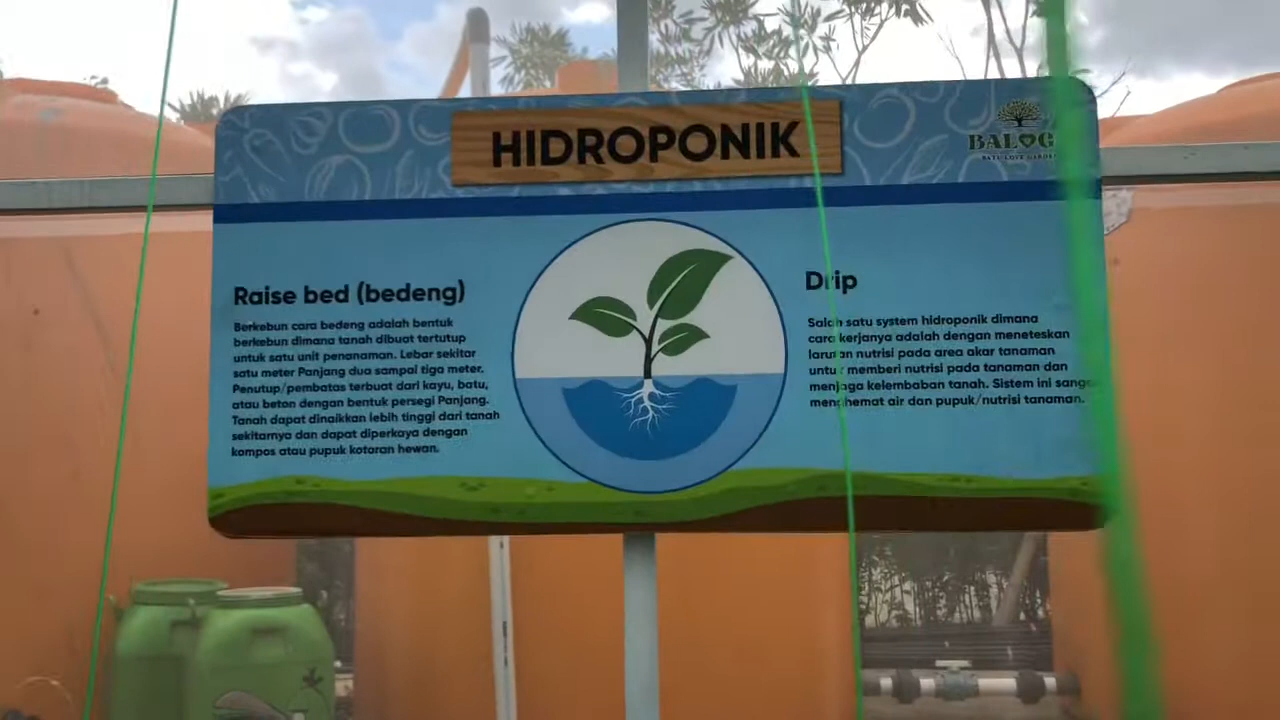 HIDROPONIK
BALOG
BATU LOVE GARDE
Raise bed (bedeng)
Berkebun cara bedeng adalah bentuk
berkebun dimana tanah dibuat tertutup
untuk satu unit penanaman. Lebar sekitar
satu meter Panjang dua sampai tiga meter.
Penutup/pembatas terbuat dari kayu, batu,
atau beton dengan bentuk persegi Panjang.
Tanah dapat dinaikkan lebih tinggi dari tanah
sekitarnya dan dapat diperkaya dengan
kompos atau pupuk kotoran hewan.
Drip
Salah satu system hidroponik dimana
cara kerjanya adalah dengan meneteskan
larutan nutrisi pada area akar tanaman
untuk memberi nutrisi pada tanaman dan
menjaga kelembaban tanah. Sistem ini
menghemat air dan pupuk/nutrisi tanaman.